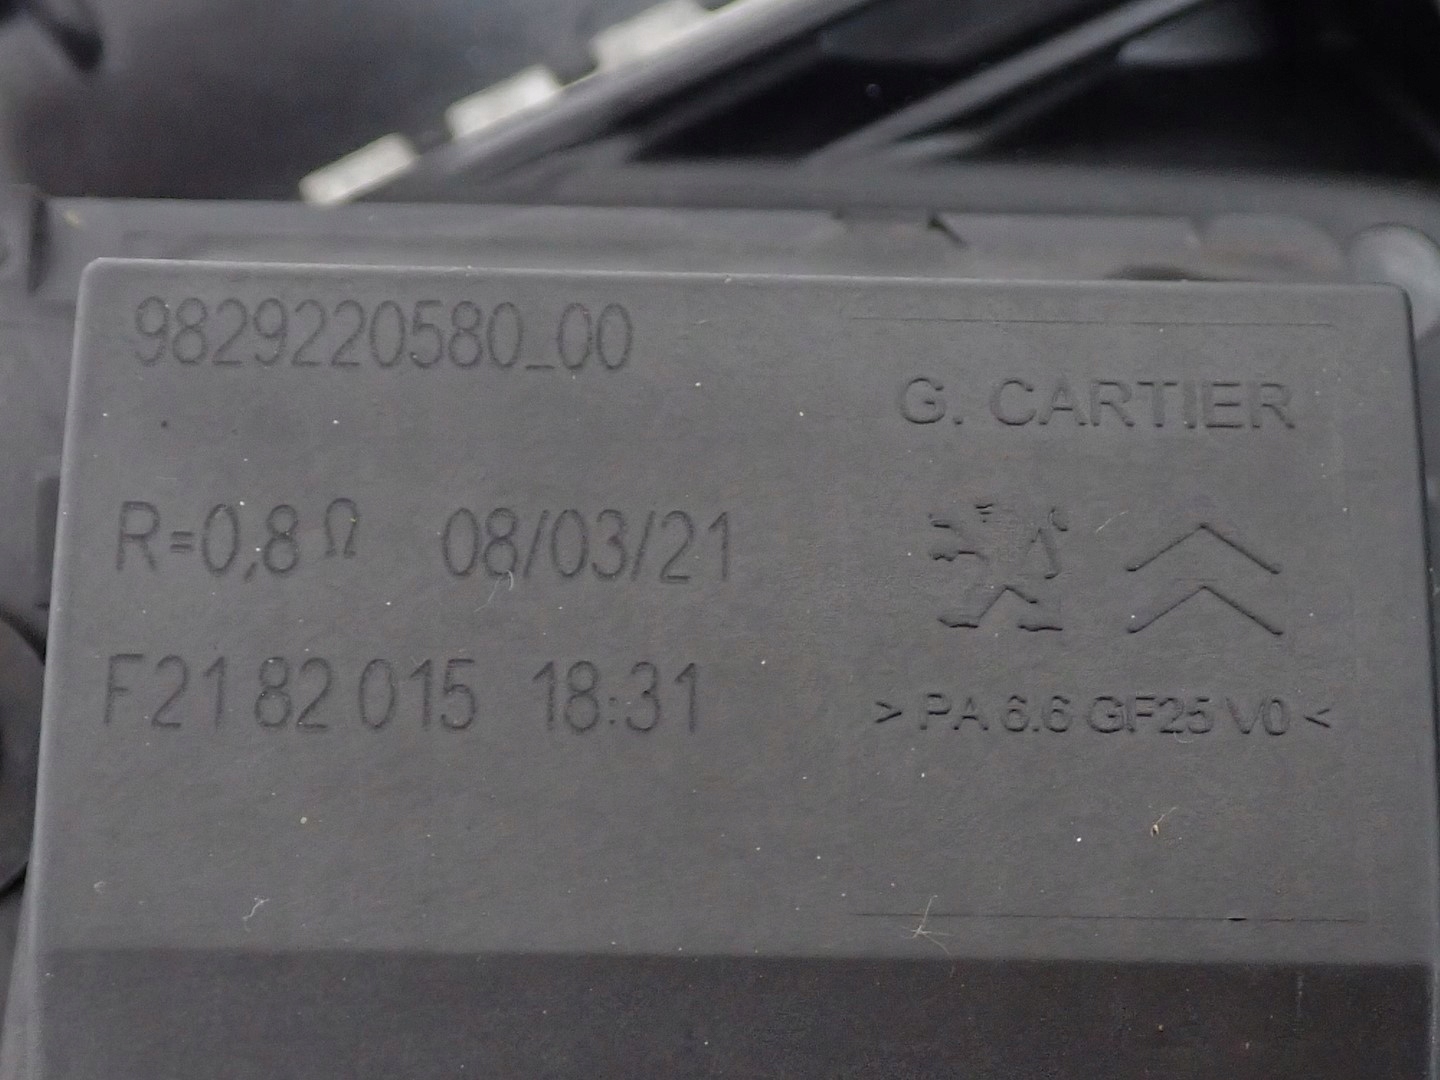 9829220580_00
G. CARTIER
R=0,8 Ω 08/03/21
F21 82 015 18:31
> PA 6.6 GF25 V0 <